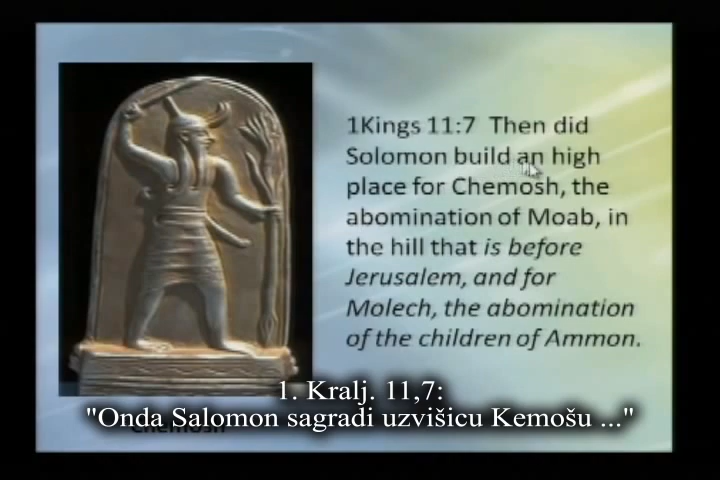 1Kings 11:7  Then did
Solomon build an high
place for Chemosh, the
abomination of Moab, in
the hill that is before
Jerusalem, and for
Molech, the abomination
of the children of Ammon.
Chemosh
1. Kralj. 11,7:
"Onda Salomon sagradi uzvišicu Kemošu ..."